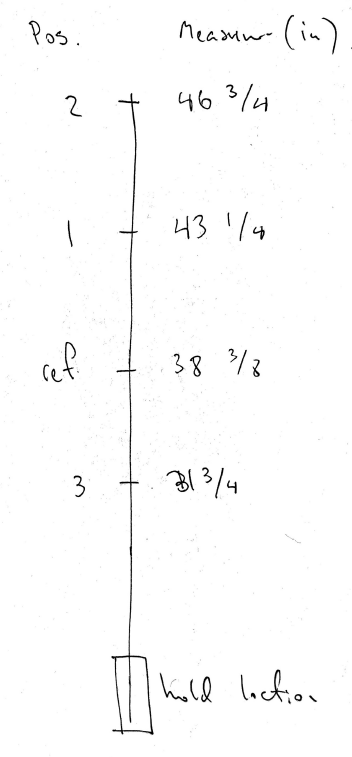 Pos. Measure (in)
2 46 3/4
1 43 1/4
ref. 38 3/8
3 31 3/4
hold loction